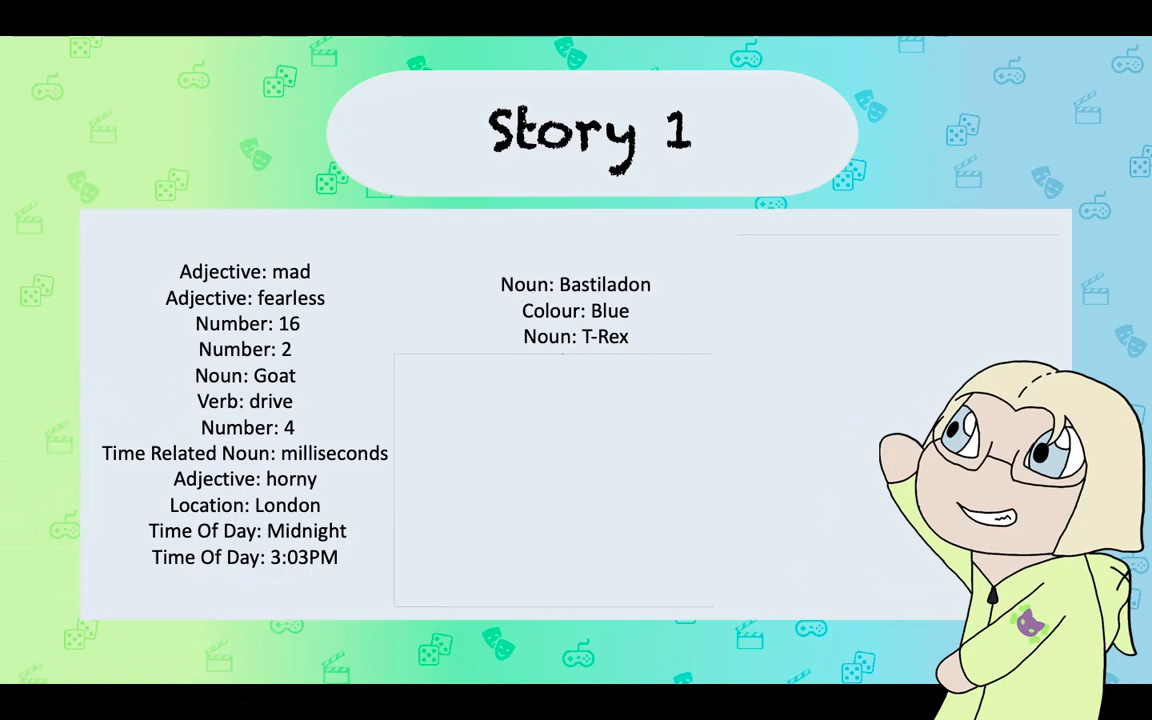 Story 1
Adjective: mad
Adjective: fearless
Number: 16
Number: 2
Noun: Goat
Verb: drive
Number: 4
Time Related Noun: milliseconds
Adjective: horny
Location: London
Time Of Day: Midnight
Time Of Day: 3:03PM
Noun: Bastiladon
Colour: Blue
Noun: T-Rex